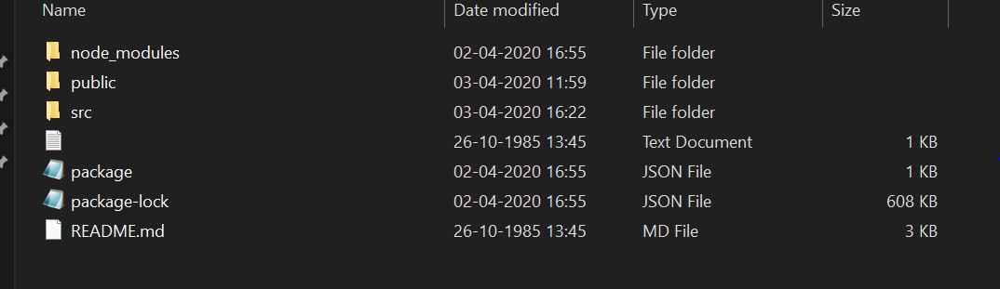 Name Date modified Type Size
node_modules 02-04-2020 16:55 File folder
public 03-04-2020 11:59 File folder
src 03-04-2020 16:22 File folder
26-10-1985 13:45 Text Document 1 KB
package 02-04-2020 16:55 JSON File 1 KB
package-lock 02-04-2020 16:55 JSON File 608 KB
README.md 26-10-1985 13:45 MD File 3 KB